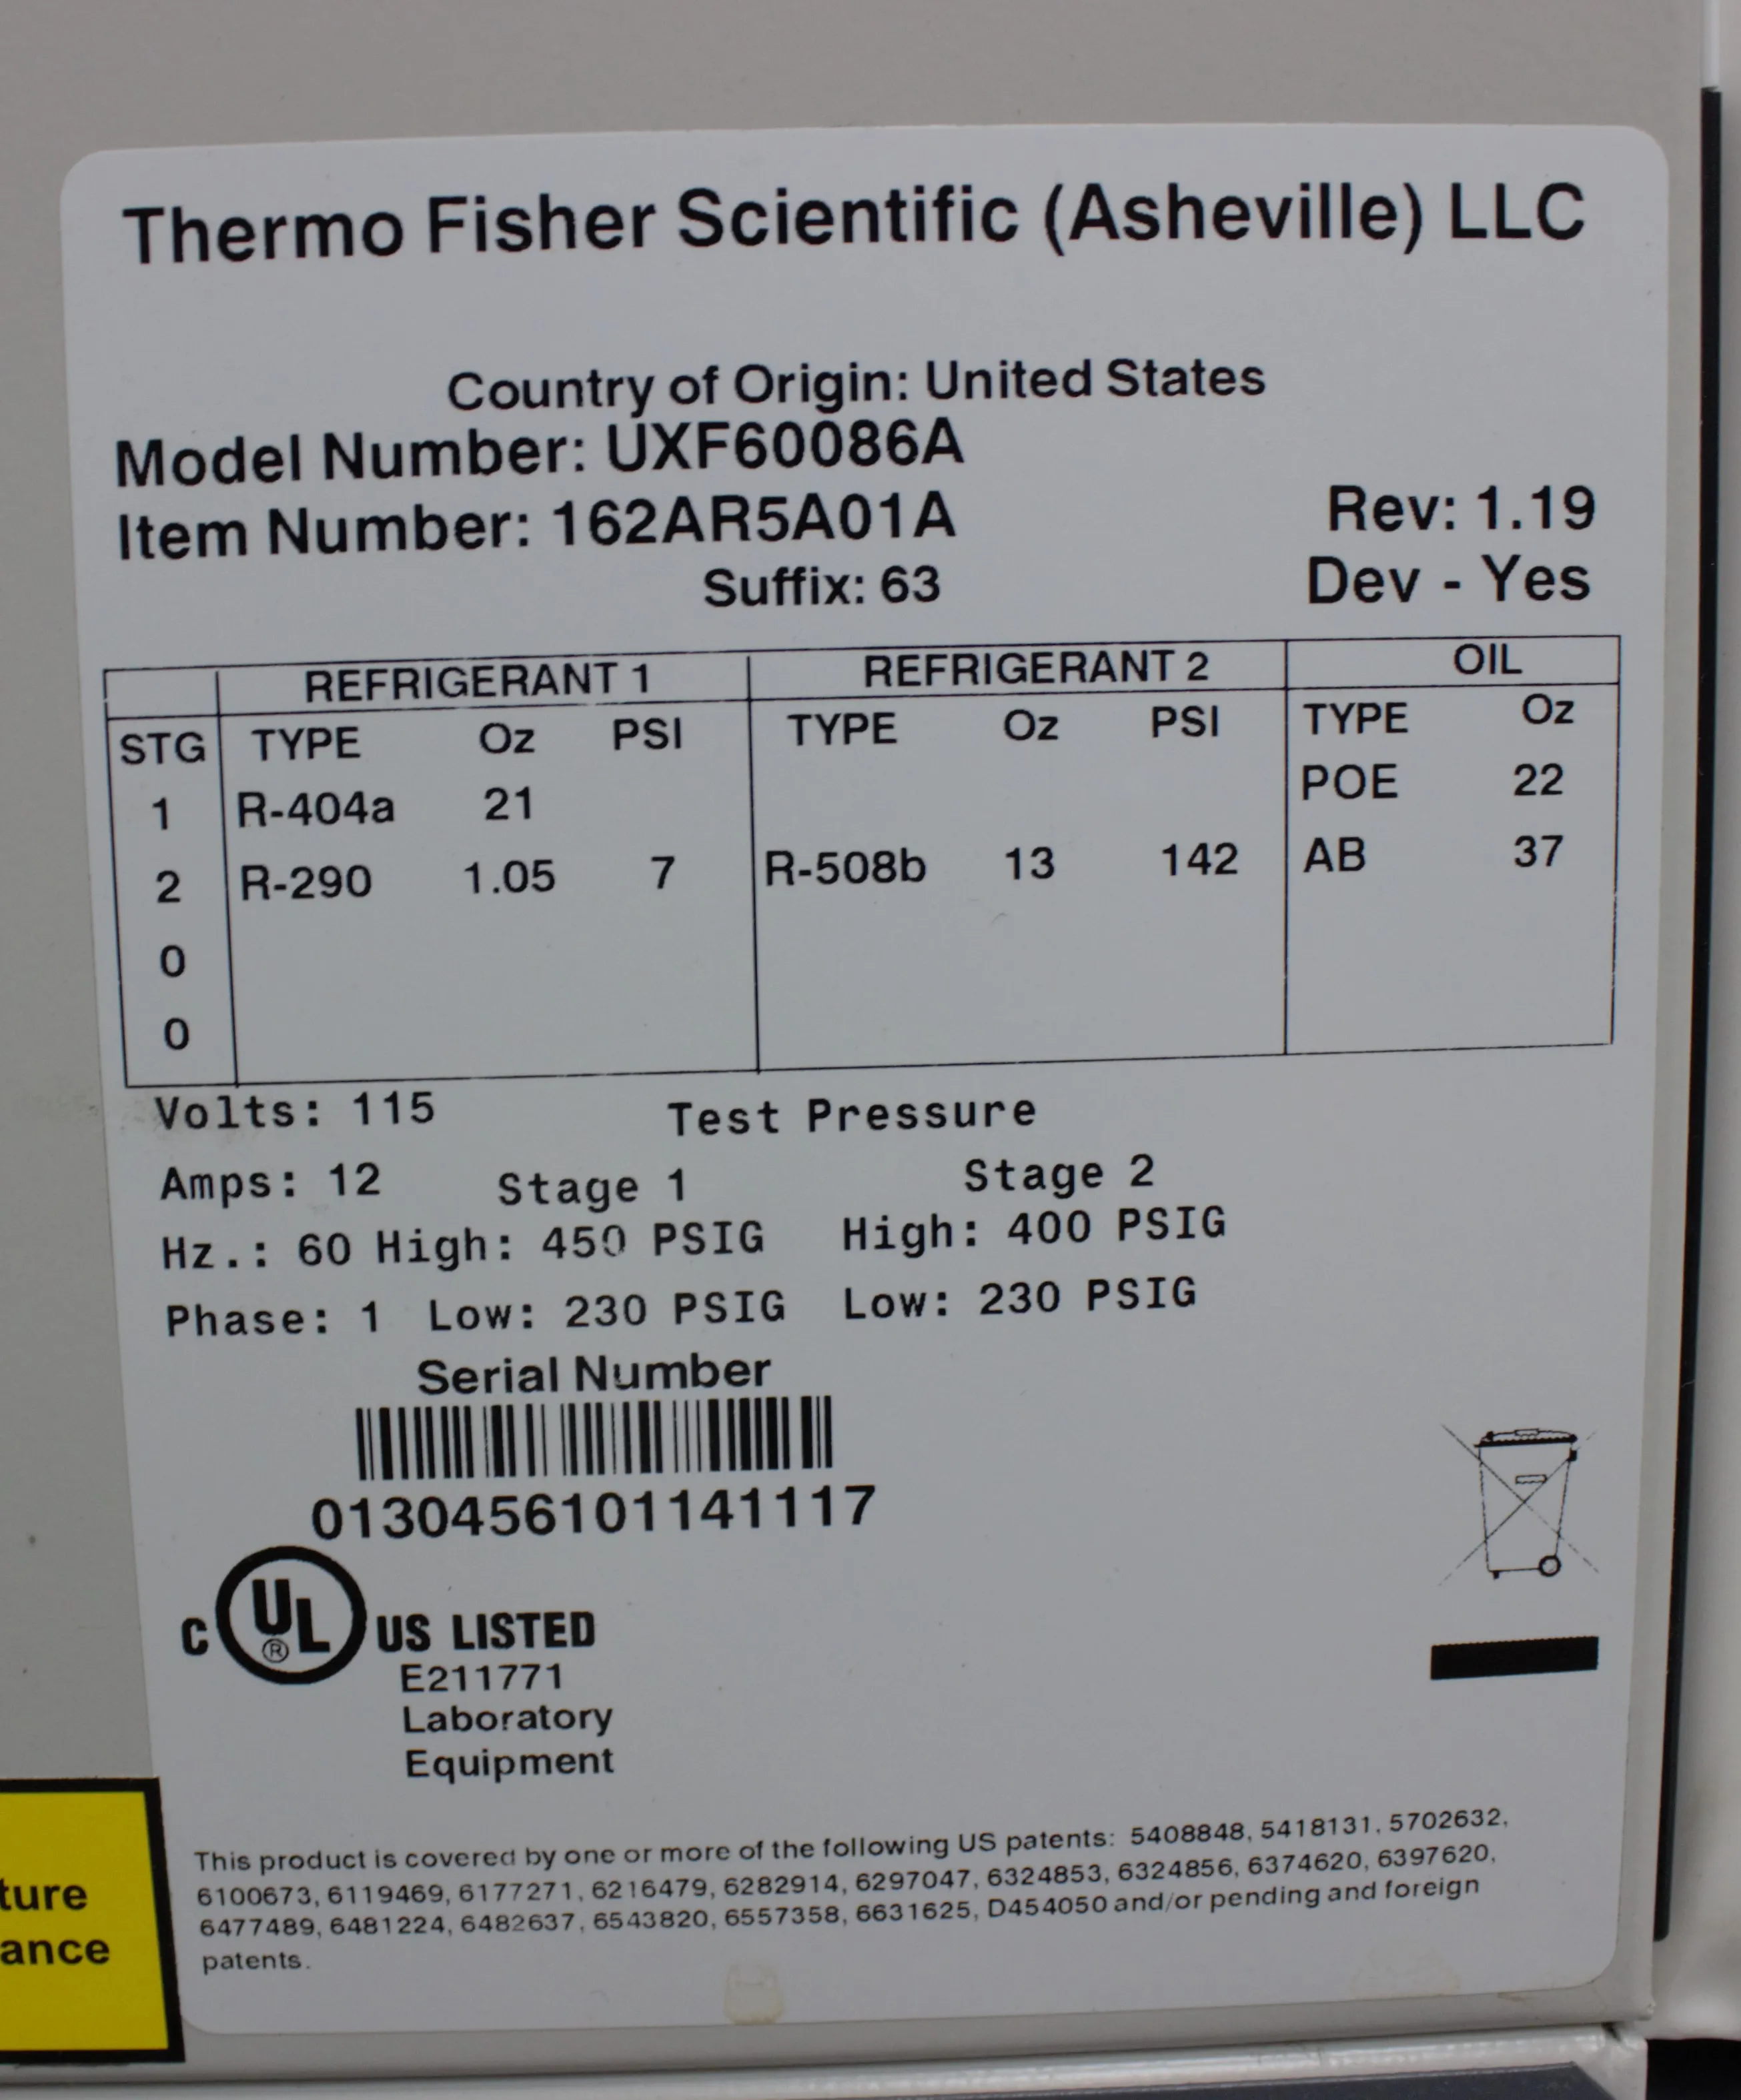 Thermo Fisher Scientific (Asheville) LLC
Country of Origin: United States
Model Number: UXF60086A
Item Number: 162AR5A01A Rev: 1.19
Suffix: 63 Dev - Yes
REFRIGERANT 1 REFRIGERANT 2 OIL
STG TYPE Oz PSI TYPE Oz PSI TYPE Oz
1 R-404a 21 POE 22
2 R-290 1.05 7 R-508b 13 142 AB 37
0
0
Volts: 115 Test Pressure
Amps: 12 Stage 1 Stage 2
Hz.: 60 High: 450 PSIG High: 400 PSIG
Phase: 1 Low: 230 PSIG Low: 230 PSIG
Serial Number
0130456101141117
C UL ® US LISTED
E211771
Laboratory
Equipment
This product is covered by one or more of the following US patents: 5408848, 5418131, 5702632,
6100673, 6119469, 6177271, 6216479, 6282914, 6297047, 6324853, 6324856, 6374620, 6397620,
6477489, 6481224, 6482637, 6543820, 6557358, 6631625, D454050 and/or pending and foreign
patents.
ture
ance